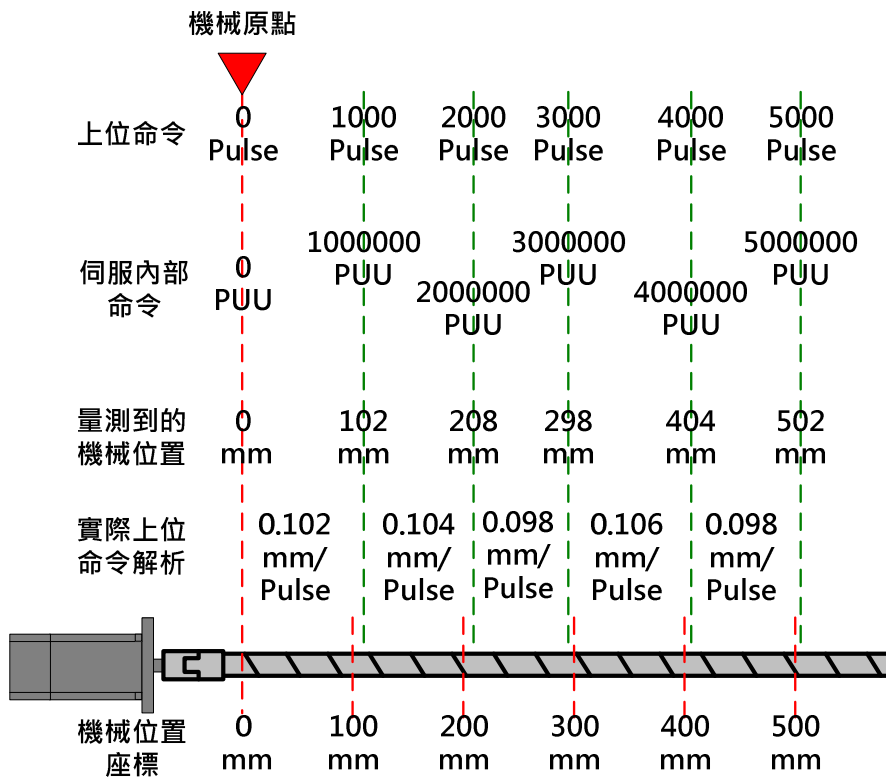 機械原點
上位命令
0 1000 2000 3000 4000 5000
Pulse Pulse Pulse Pulse Pulse Pulse
伺服內部
命令
0
PUU
1000000
PUU
2000000
PUU
3000000
PUU
4000000
PUU
5000000
PUU
量測到的
機械位置
0 102 208 298 404 502
mm mm mm mm mm mm
實際上位
命令解析
0.102
mm/
Pulse
0.104
mm/
Pulse
0.098
mm/
Pulse
0.106
mm/
Pulse
0.098
mm/
Pulse
機械位置
座標
0 100 200 300 400 500
mm mm mm mm mm mm